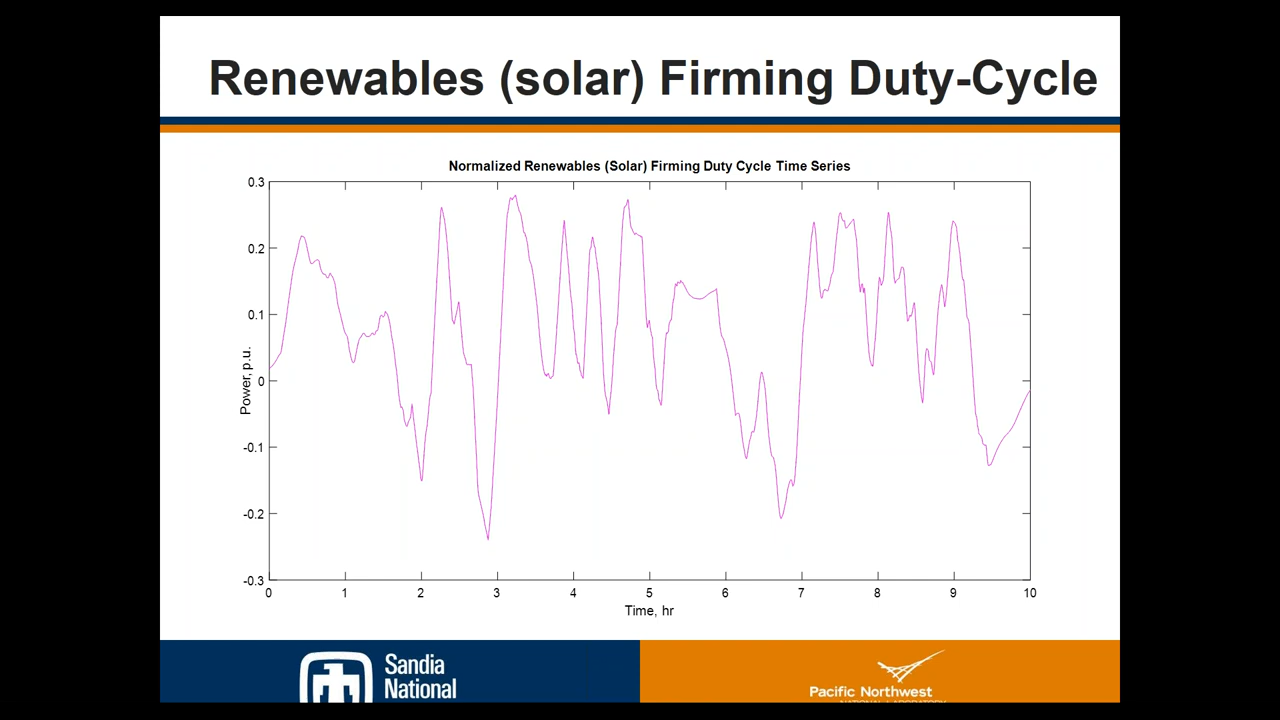 Renewables (solar) Firming Duty-Cycle
Normalized Renewables (Solar) Firming Duty Cycle Time Series
0.3
0.2
0.1
0
-0.1
-0.2
-0.3
Power, p.u.
0 1 2 3 4 5 6 7 8 9 10
Time, hr
Sandia
National
Pacific Northwest
NATIONAL LABORATORY